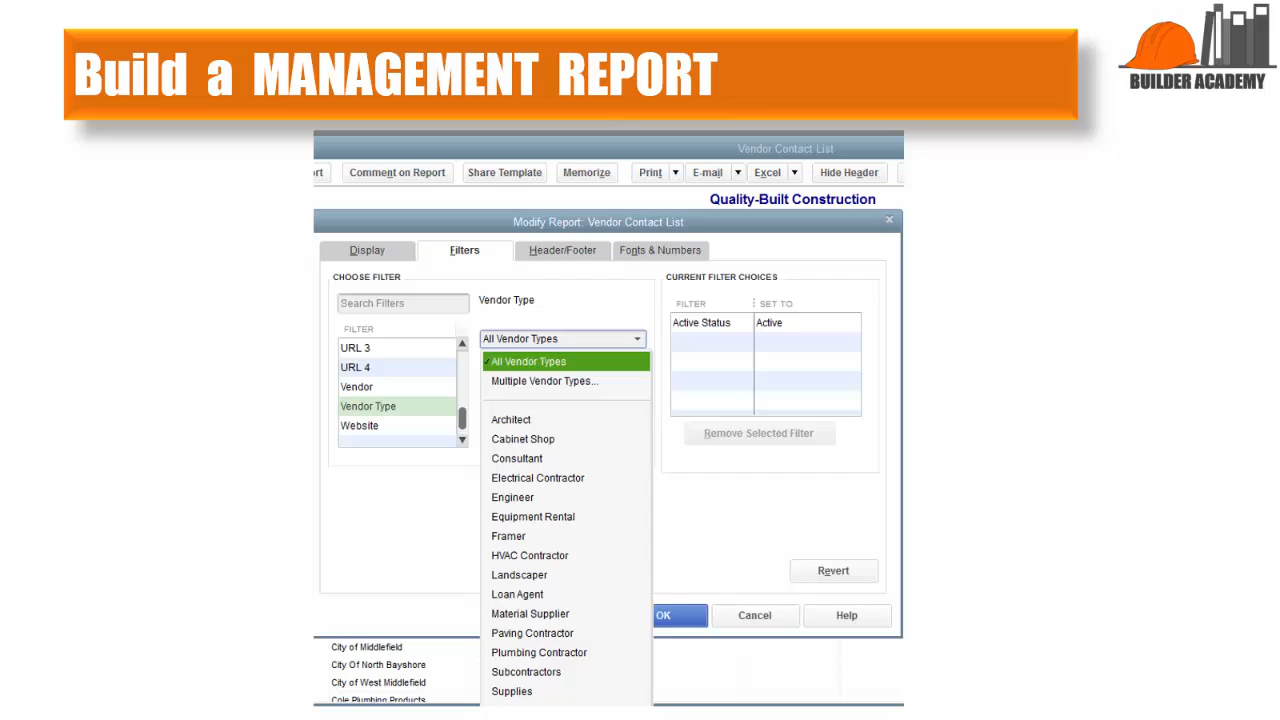 Build a MANAGEMENT REPORT
BUILDER ACADEMY
Vendor Contact List
rt Comment on Report Share Template Memorize Print E-mail Excel Hide Header
Quality-Built Construction
Modify Report: Vendor Contact List
Display Filters Header/Footer Fonts & Numbers
CHOOSE FILTER CURRENT FILTER CHOICES
Search Filters Vendor Type FILTER SET TO
FILTER Active Status Active
URL 3 All Vendor Types
URL 4 All Vendor Types
Vendor Multiple Vendor Types...
Vendor Type
Website Architect
Remove Selected Filter
Cabinet Shop
Consultant
Electrical Contractor
Engineer
Equipment Rental
Framer
HVAC Contractor
Revert
Landscaper
Loan Agent
Material Supplier
OK Cancel Help
Paving Contractor
City of Middlefield Plumbing Contractor
City Of North Bayshore Subcontractors
City of West Middlefield Supplies
Cole Plumbing Products